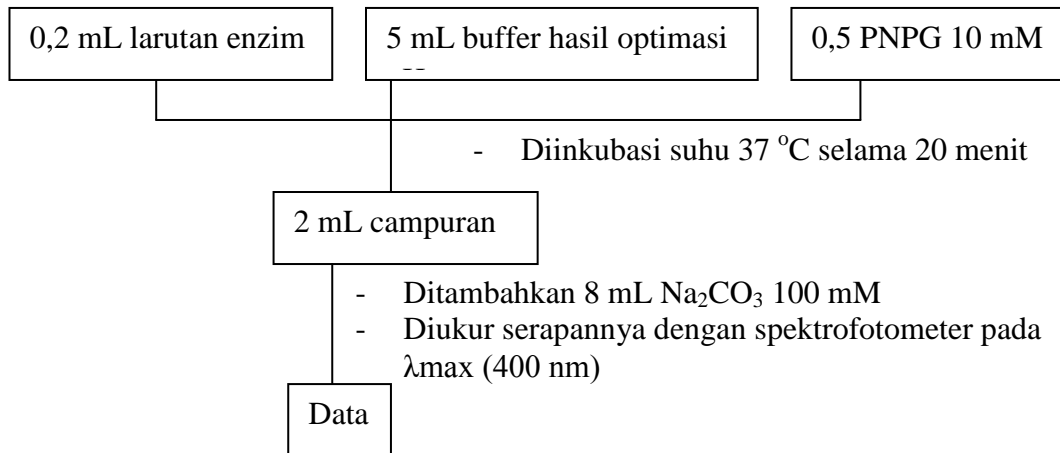 0,2 mL larutan enzim
5 mL buffer hasil optimasi
0,5 PNPG 10 mM
- Diinkubasi suhu 37 °C selama 20 menit
2 mL campuran
- Ditambahkan 8 mL Na₂CO₃ 100 mM
- Diukur serapannya dengan spektrofotometer pada
λmax (400 nm)
Data